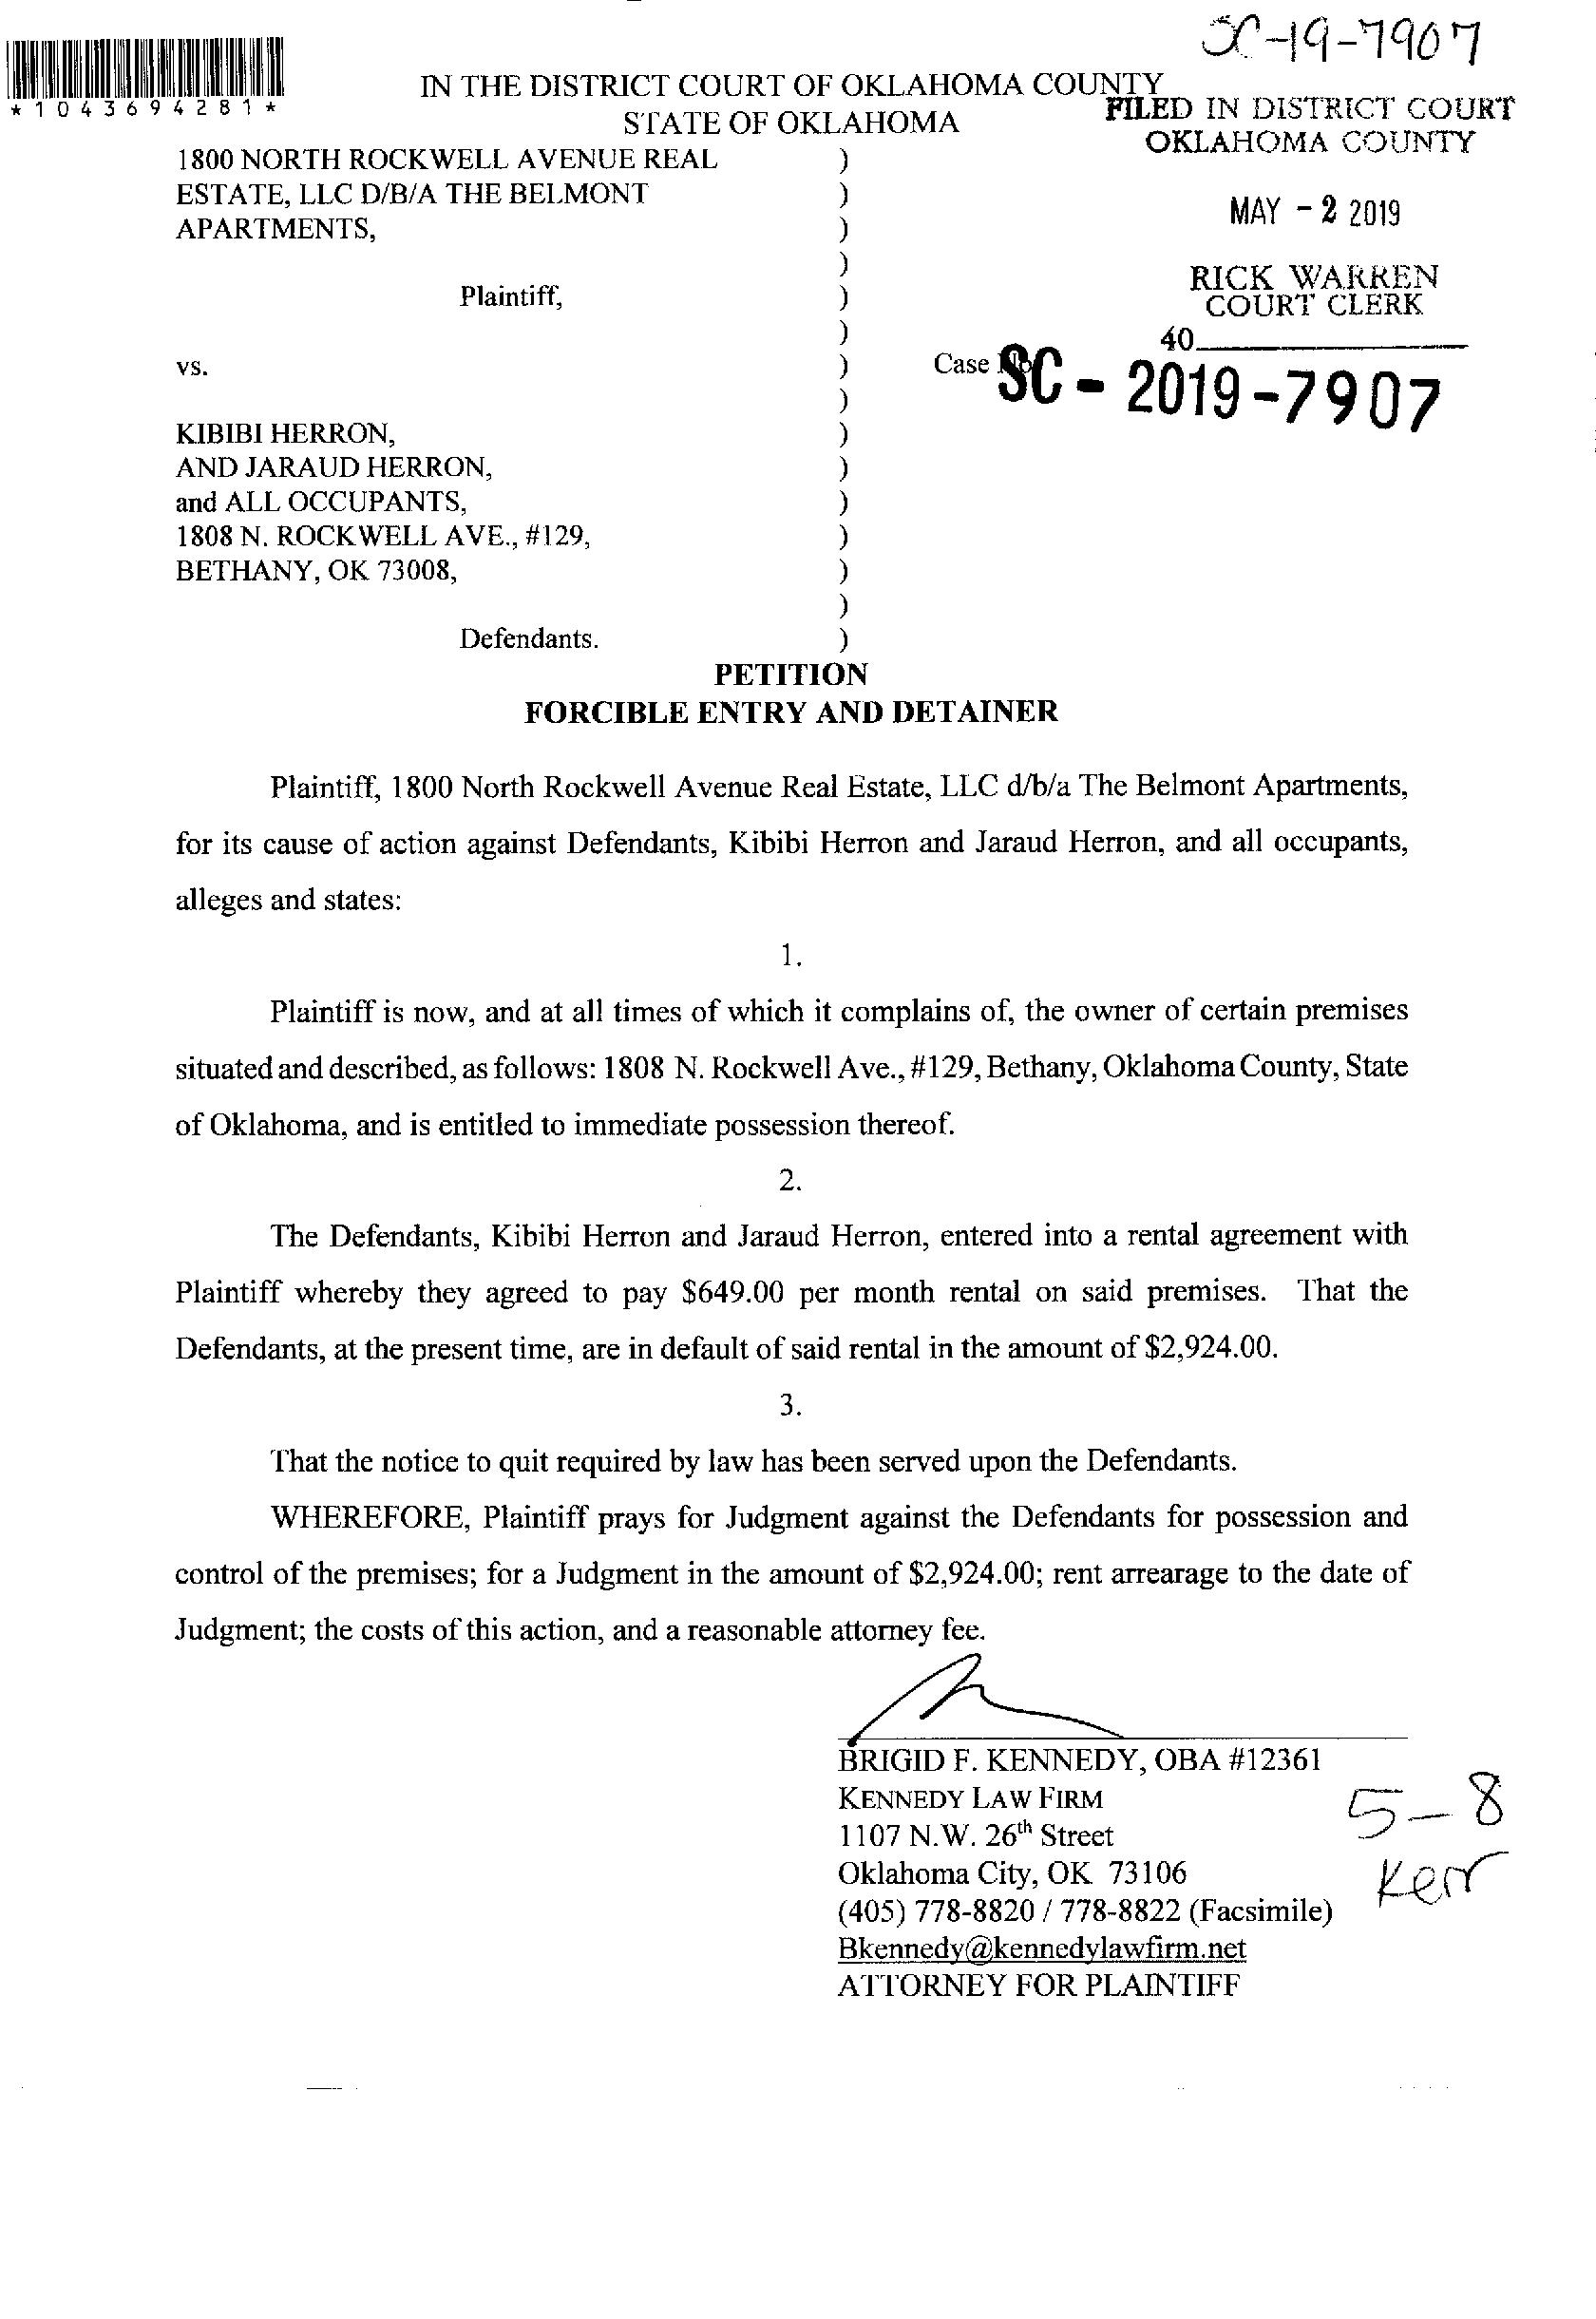 SC-19-7907
*1043694281*
IN THE DISTRICT COURT OF OKLAHOMA COUNTY
STATE OF OKLAHOMA
FILED IN DISTRICT COURT
OKLAHOMA COUNTY
MAY - 2 2019
RICK WARREN
COURT CLERK
40
1800 NORTH ROCKWELL AVENUE REAL )
ESTATE, LLC D/B/A THE BELMONT )
APARTMENTS, )
)
Plaintiff, )
)
vs. ) Case No. SC - 2019-7907
)
KIBIBI HERRON, )
AND JARAUD HERRON, )
and ALL OCCUPANTS, )
1808 N. ROCKWELL AVE., #129, )
BETHANY, OK 73008, )
)
Defendants. )
PETITION
FORCIBLE ENTRY AND DETAINER
Plaintiff, 1800 North Rockwell Avenue Real Estate, LLC d/b/a The Belmont Apartments,
for its cause of action against Defendants, Kibibi Herron and Jaraud Herron, and all occupants,
alleges and states:
1.
Plaintiff is now, and at all times of which it complains of, the owner of certain premises
situated and described, as follows: 1808 N. Rockwell Ave., #129, Bethany, Oklahoma County, State
of Oklahoma, and is entitled to immediate possession thereof.
2.
The Defendants, Kibibi Herron and Jaraud Herron, entered into a rental agreement with
Plaintiff whereby they agreed to pay $649.00 per month rental on said premises. That the
Defendants, at the present time, are in default of said rental in the amount of $2,924.00.
3.
That the notice to quit required by law has been served upon the Defendants.
WHEREFORE, Plaintiff prays for Judgment against the Defendants for possession and
control of the premises; for a Judgment in the amount of $2,924.00; rent arrearage to the date of
Judgment; the costs of this action, and a reasonable attorney fee.
BRIGID F. KENNEDY, OBA #12361
KENNEDY LAW FIRM
1107 N.W. 26th Street
Oklahoma City, OK 73106
(405) 778-8820 / 778-8822 (Facsimile)
Bkennedy@kennedylawfirm.net
ATTORNEY FOR PLAINTIFF
5-8
Kerr